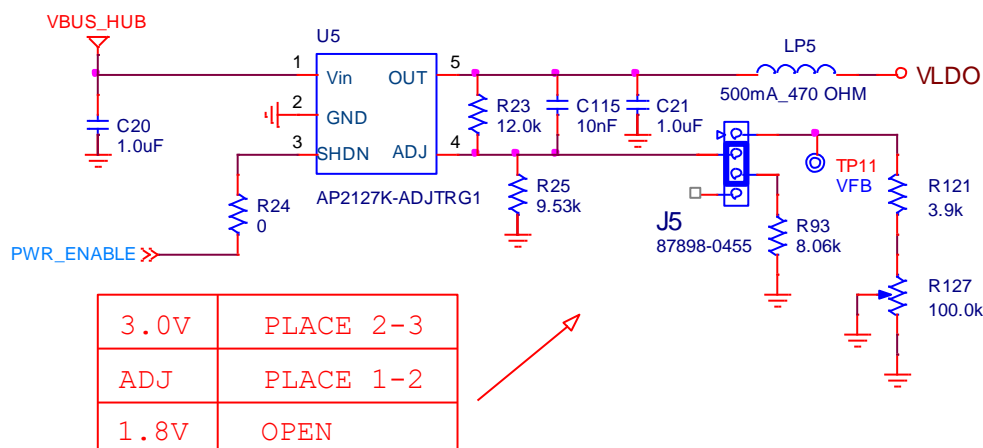 VBUS_HUB
U5
1
Vin
OUT
5
2
GND
3
SHDN
ADJ
4
AP2127K-ADJTRG1
C20
1.0uF
R24
0
PWR_ENABLE
R23
12.0k
C115
10nF
C21
1.0uF
R25
9.53k
LP5
500mA_470 OHM
VLDO
J5
87898-0455
TP11
VFB
R93
8.06k
R121
3.9k
R127
100.0k
3.0V PLACE 2-3
ADJ PLACE 1-2
1.8V OPEN